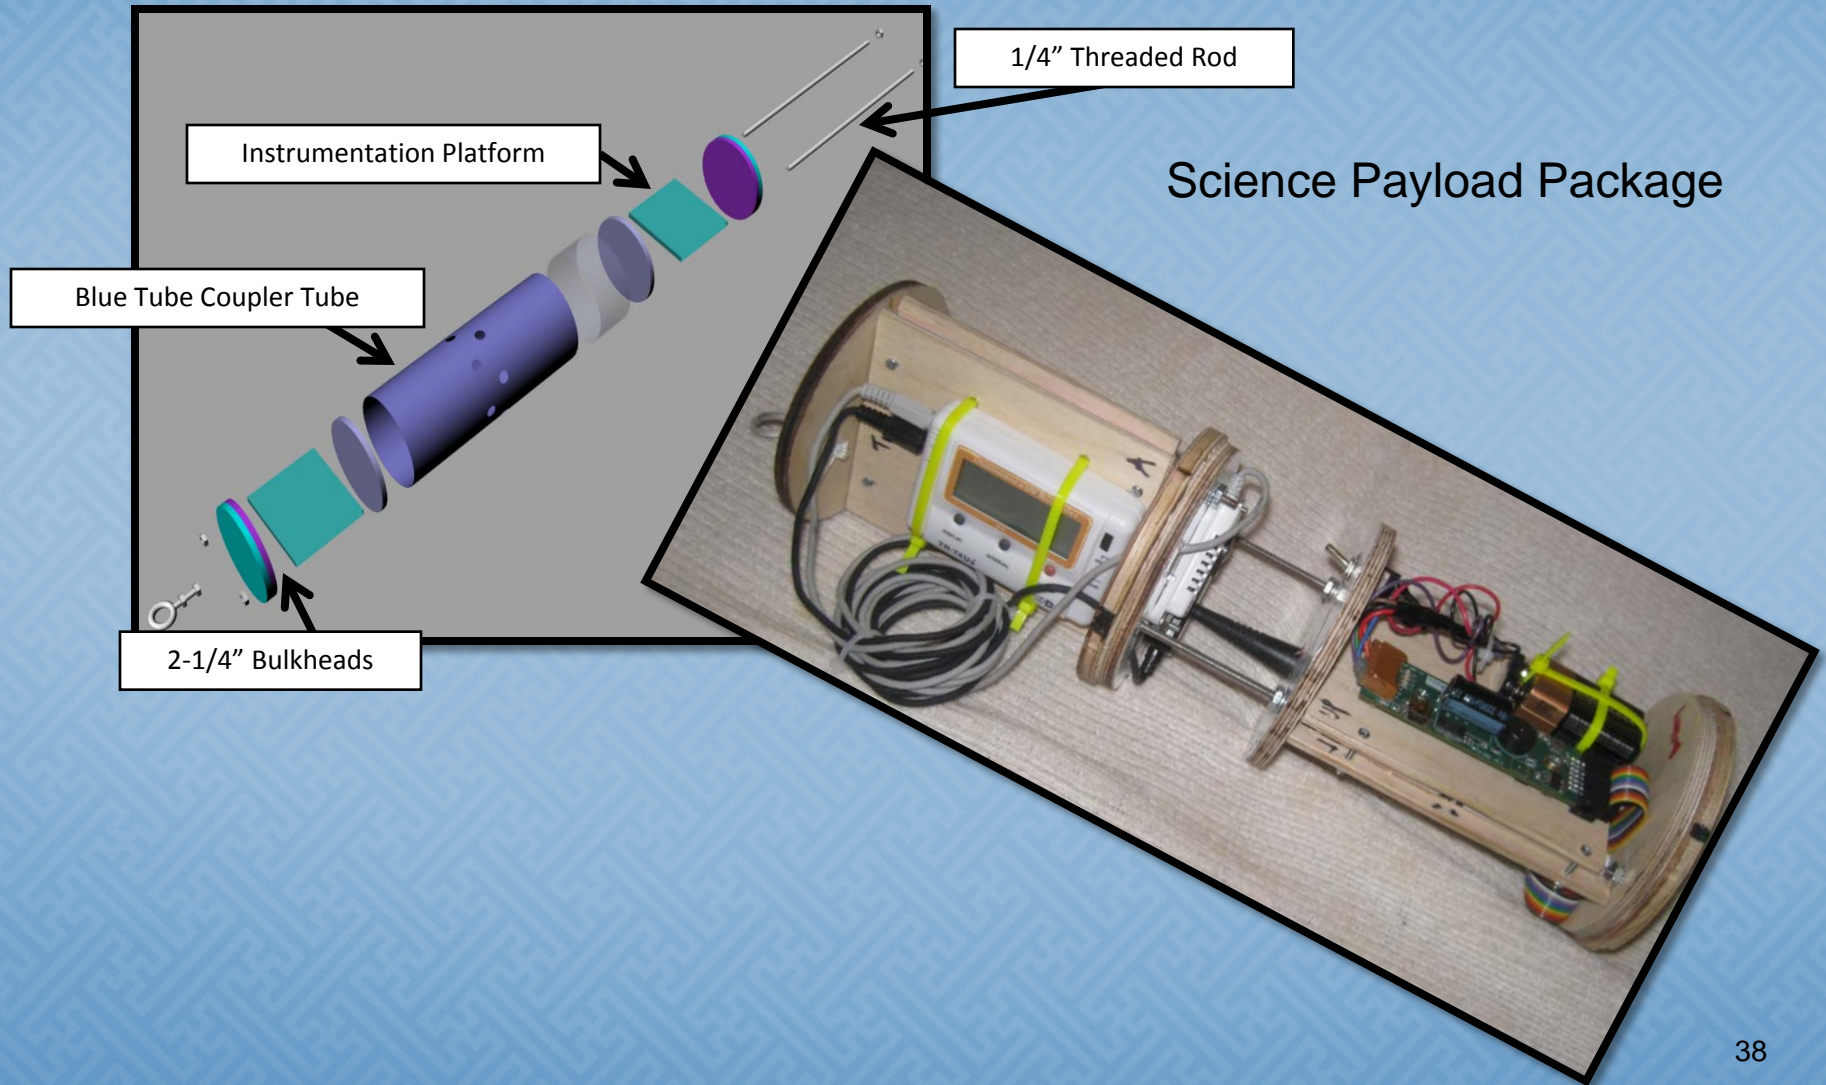 1/4” Threaded Rod
Instrumentation Platform
Science Payload Package
Blue Tube Coupler Tube
2-1/4” Bulkheads
A
38